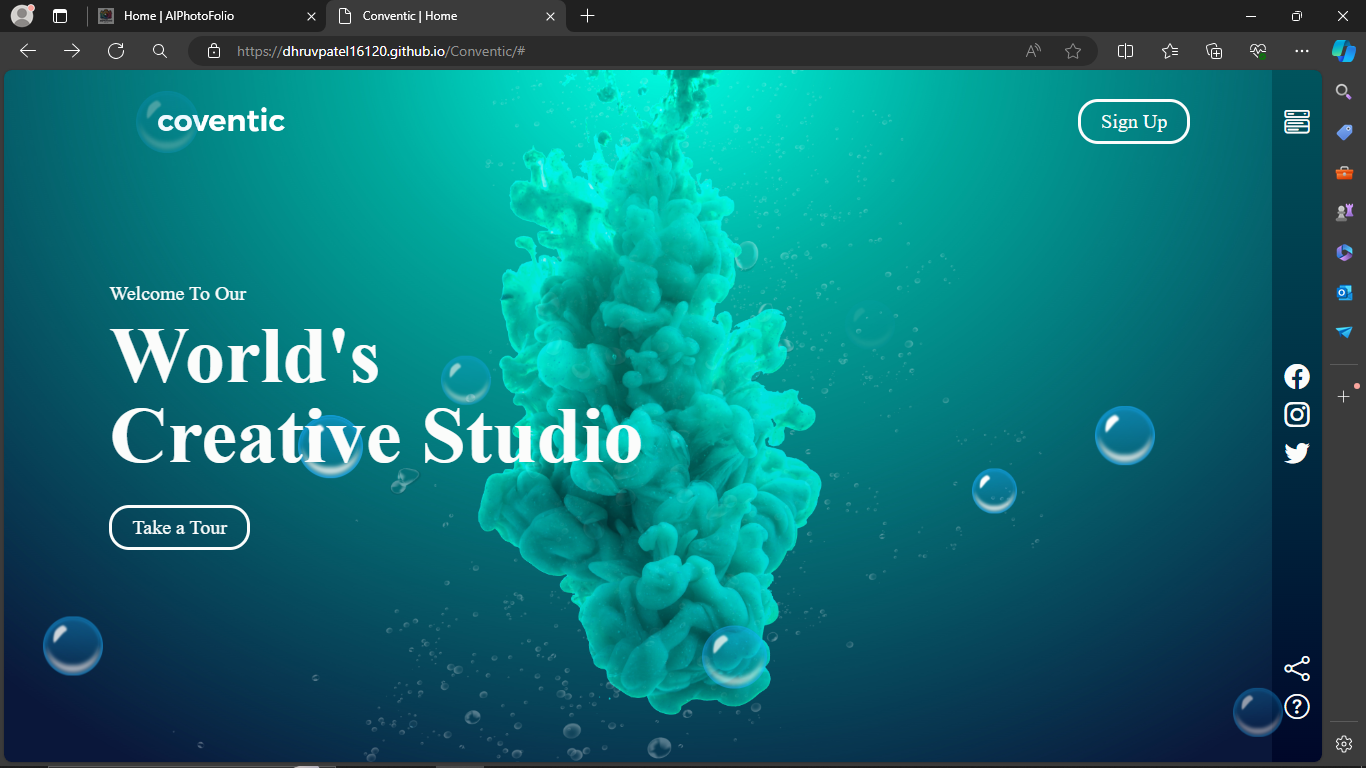 Home | AIPhotoFolio
Conventic | Home
https://dhruvpatel16120.github.io/Conventic/#
coventic
Sign Up
Welcome To Our
World's
Creative Studio
Take a Tour